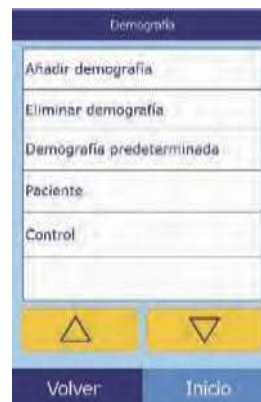 Demografía
Añadir demografía
Eliminar demografía
Demografía predeterminada
Paciente
Control
Volver Inicio